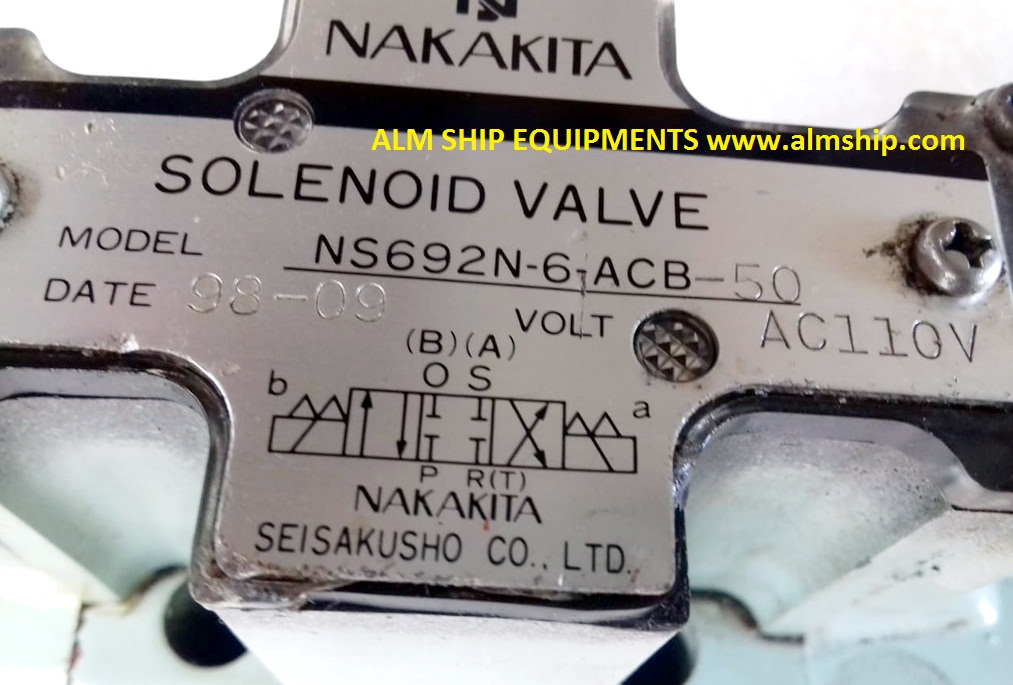 NAKAKITA
ALM SHIP EQUIPMENTS www.almship.com
SOLENOID VALVE
MODEL NS692N-6-ACB-50
DATE 98-09
VOLT AC110V
(B)(A)
O S
b a
P R(T)
NAKAKITA
SEISAKUSHO CO., LTD.